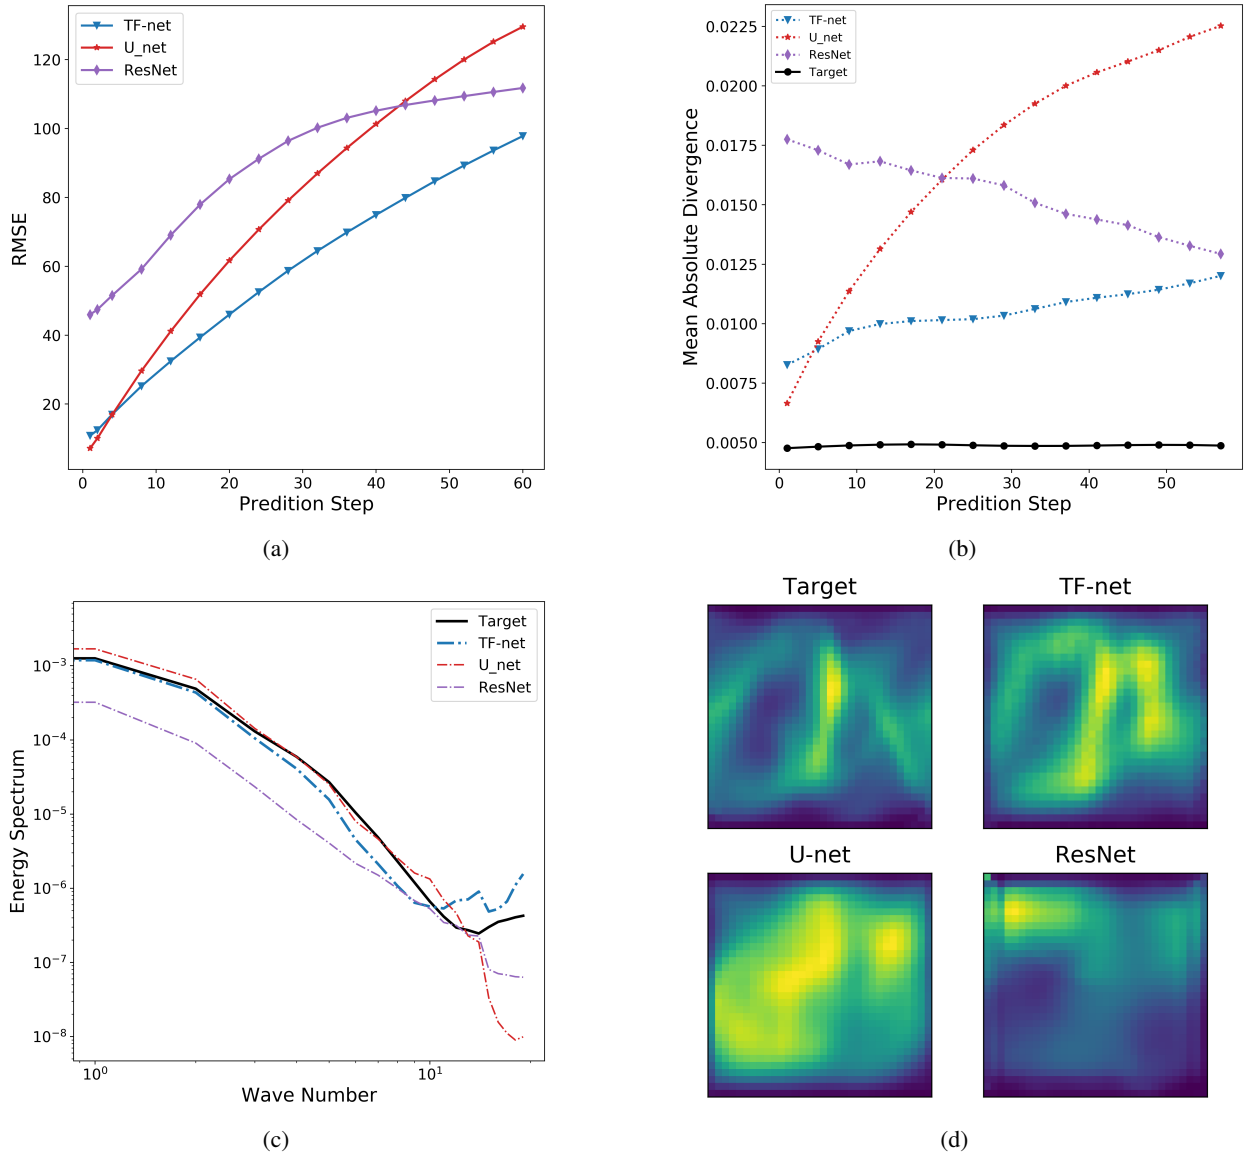 TF-net
U_net
ResNet
120
100
80
60
40
20
RMSE
0 10 20 30 40 50 60
Predition Step
(a)
TF-net
U_net
ResNet
Target
0.0225
0.0200
0.0175
0.0150
0.0125
0.0100
0.0075
0.0050
Mean Absolute Divergence
0 10 20 30 40 50
Predition Step
(b)
Target
TF-net
U_net
ResNet
10⁻³
10⁻⁴
10⁻⁵
10⁻⁶
10⁻⁷
10⁻⁸
Energy Spectrum
10⁰ 10¹
Wave Number
(c)
Target TF-net
U-net ResNet
(d)